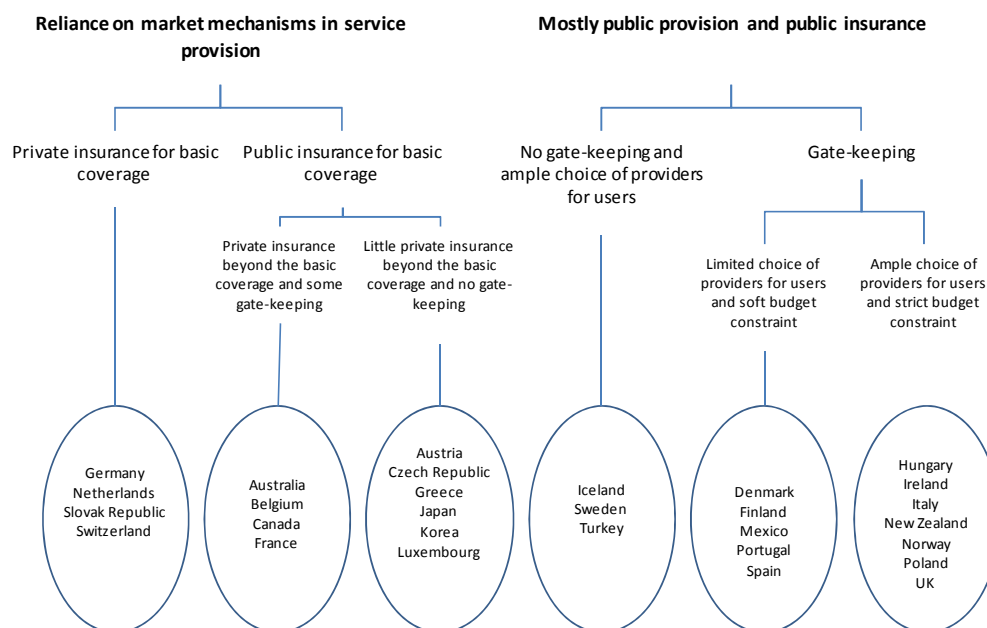 Reliance on market mechanisms in service
provision
Mostly public provision and public insurance
Private insurance for basic
coverage
Public insurance for basic
coverage
No gate-keeping and
ample choice of providers
for users
Gate-keeping
Private insurance
beyond the basic
coverage and some
gate-keeping
Little private insurance
beyond the basic
coverage and no gate-
keeping
Limited choice of
providers for users
and soft budget
constraint
Ample choice of
providers for users
and strict budget
constraint
Germany
Netherlands
Slovak Republic
Switzerland
Australia
Belgium
Canada
France
Austria
Czech Republic
Greece
Japan
Korea
Luxembourg
Iceland
Sweden
Turkey
Denmark
Finland
Mexico
Portugal
Spain
Hungary
Ireland
Italy
New Zealand
Norway
Poland
UK